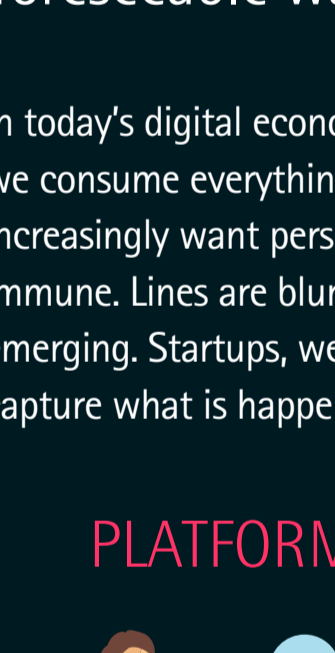 n today's digital econo
we consume everythin
ncreasingly want pers
mmune. Lines are blur
merging. Startups, we
apture what is happe
PLATFORM